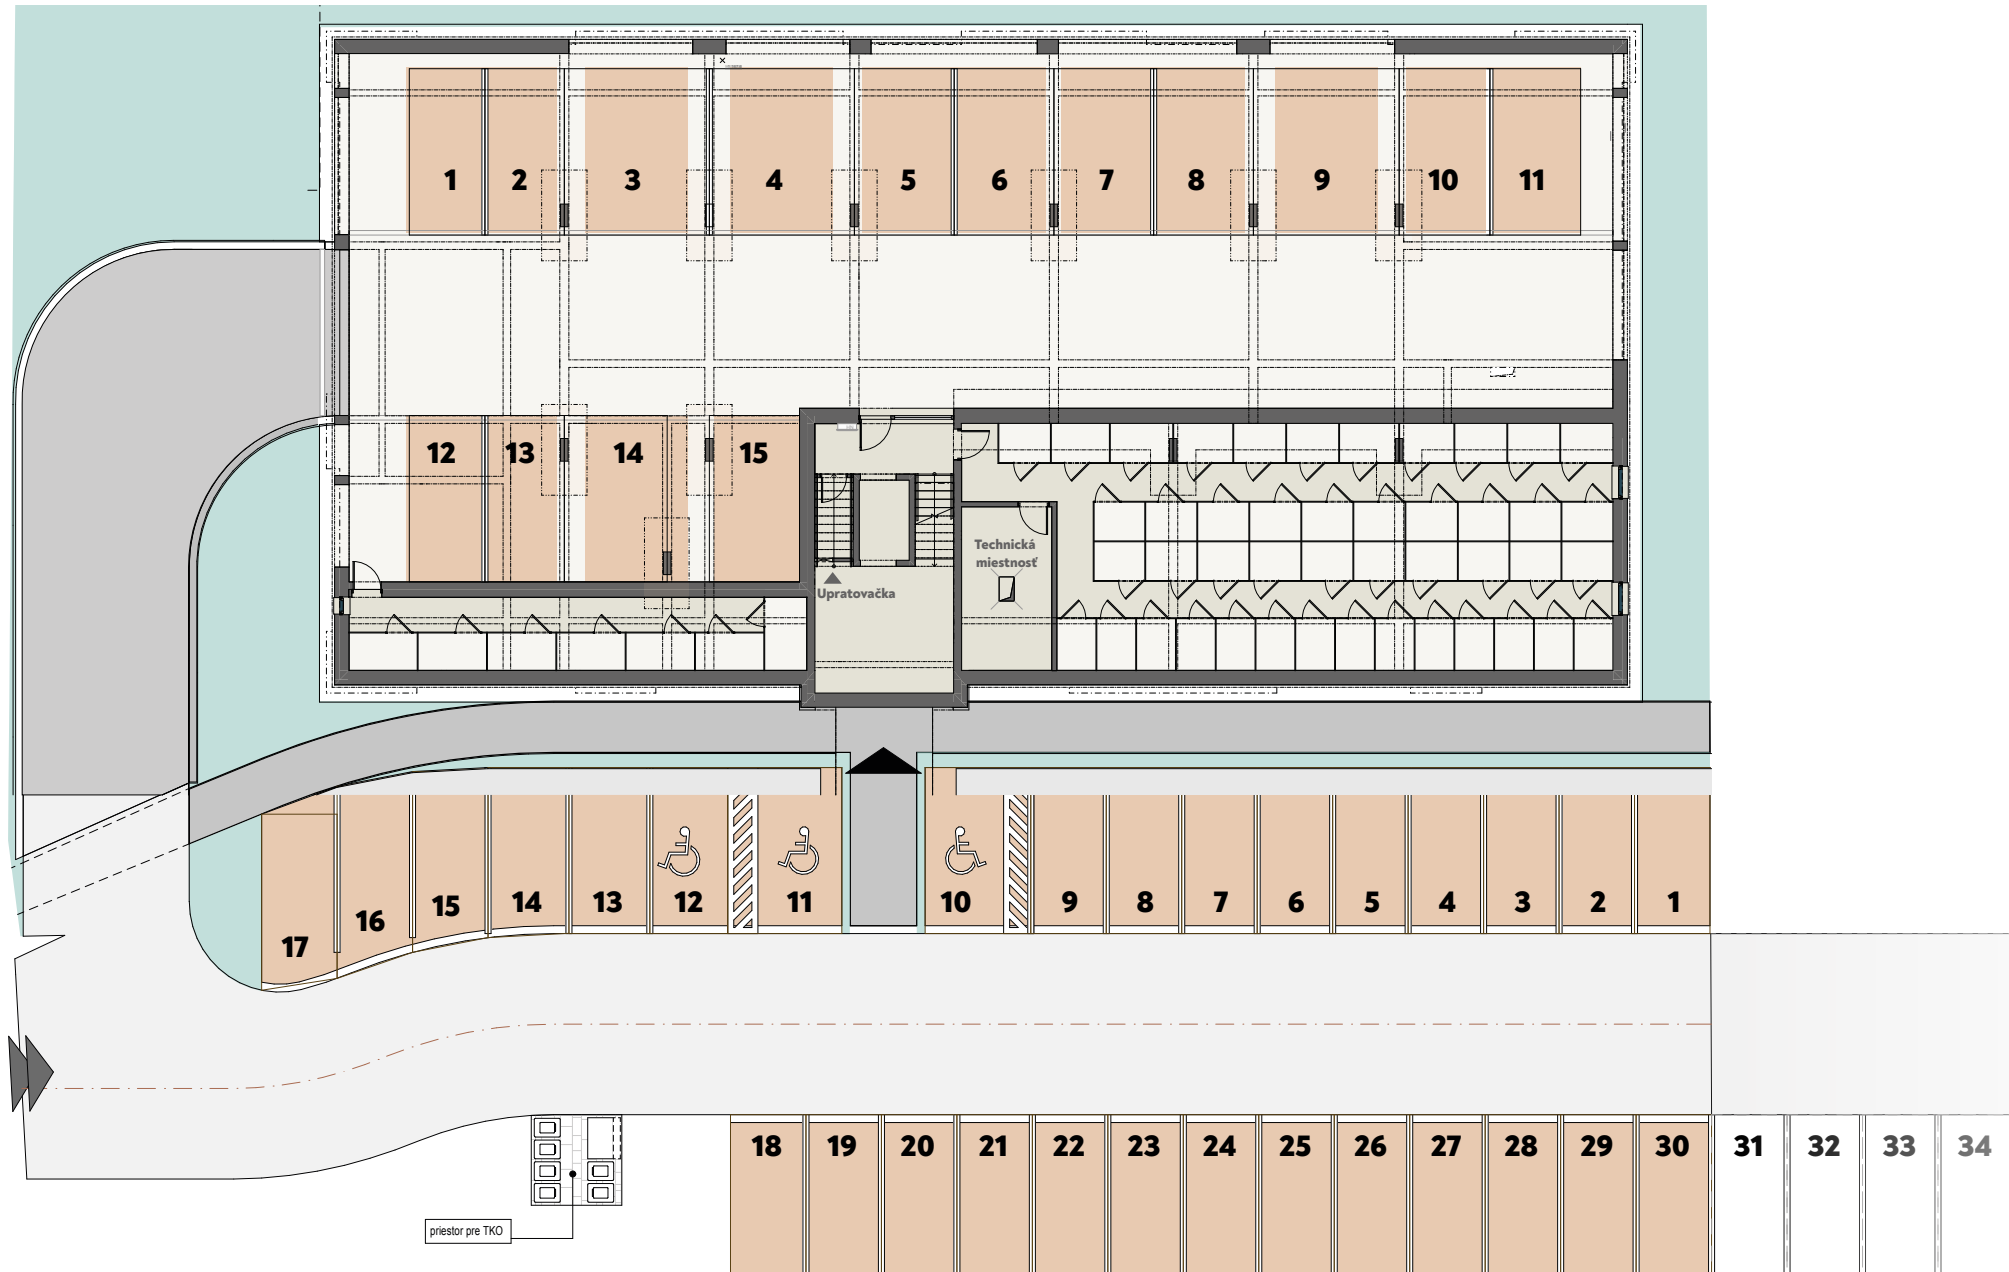 1 2 3 4 5 6 7 8 9 10 11
12 13 14 15
Technická
miestnosť
Upratovačka
17 16 15 14 13 12 11 10 9 8 7 6 5 4 3 2 1
18 19 20 21 22 23 24 25 26 27 28 29 30 31 32 33 34
priestor pre TKO